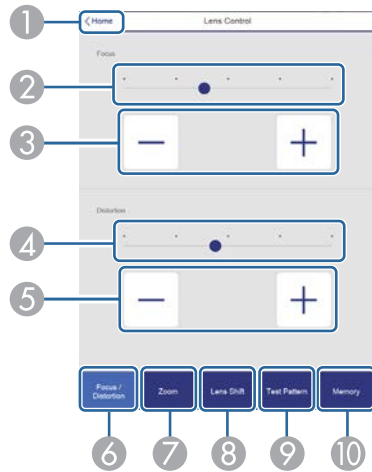 1
< Home
Lens Control
Focus
2
3
Distortion
4
5
Focus /
Distortion
Zoom
Lens Shift
Test Pattern
Memory
6
7
8
9
10